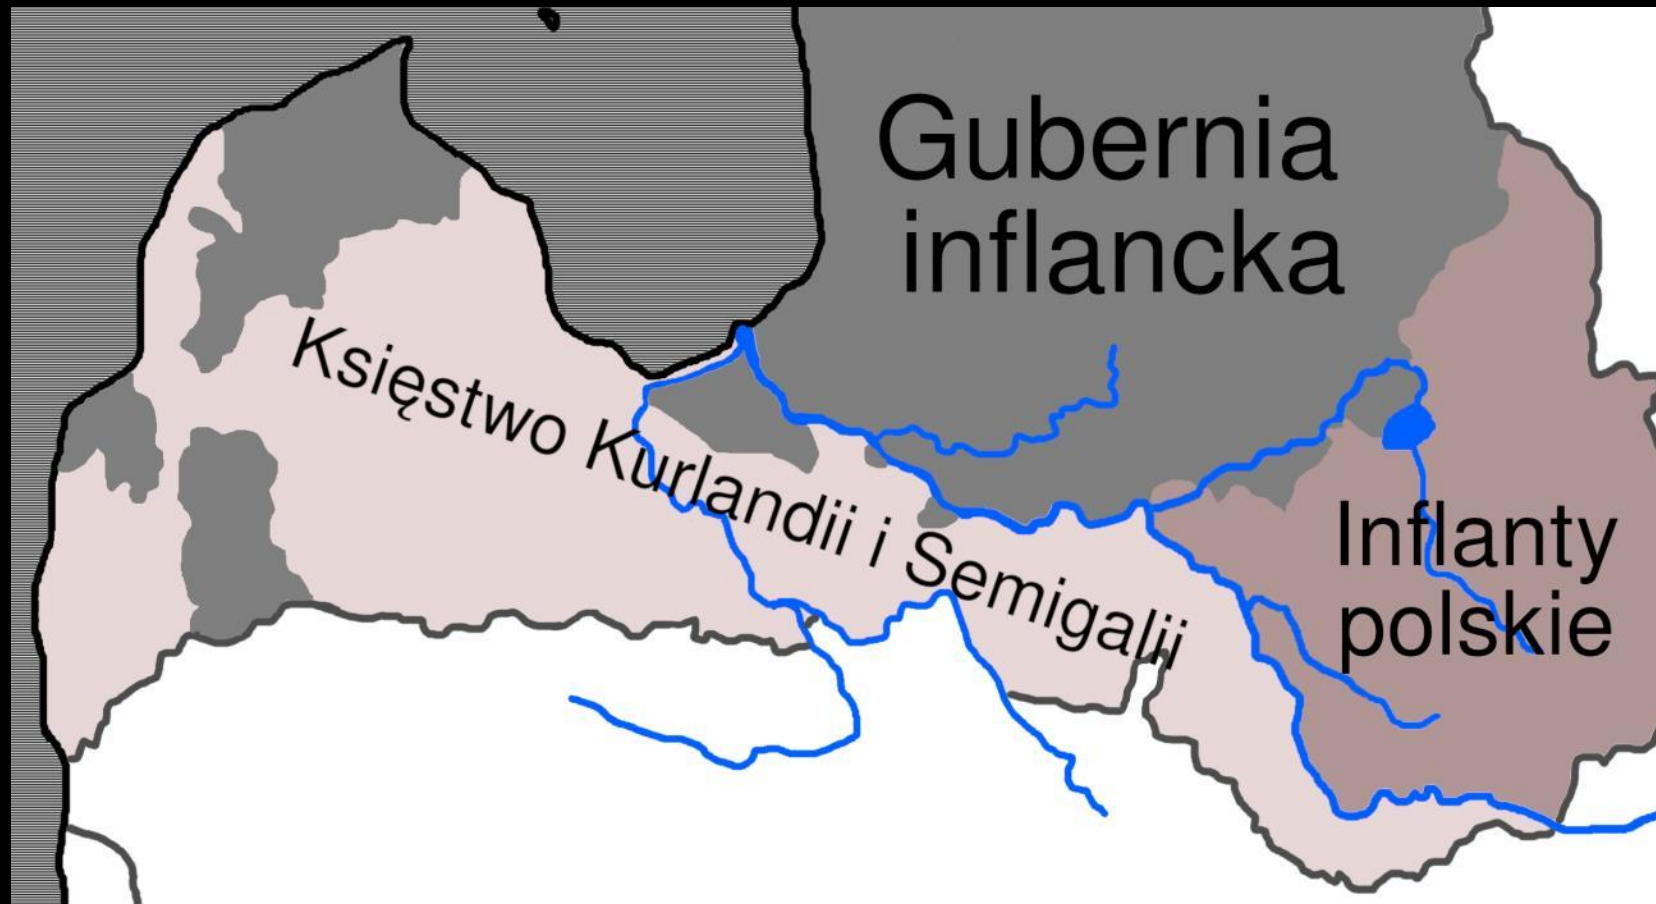 Gubernia
inflancka
Księstwo Kurlandii i Semigalii
Inflanty
polskie